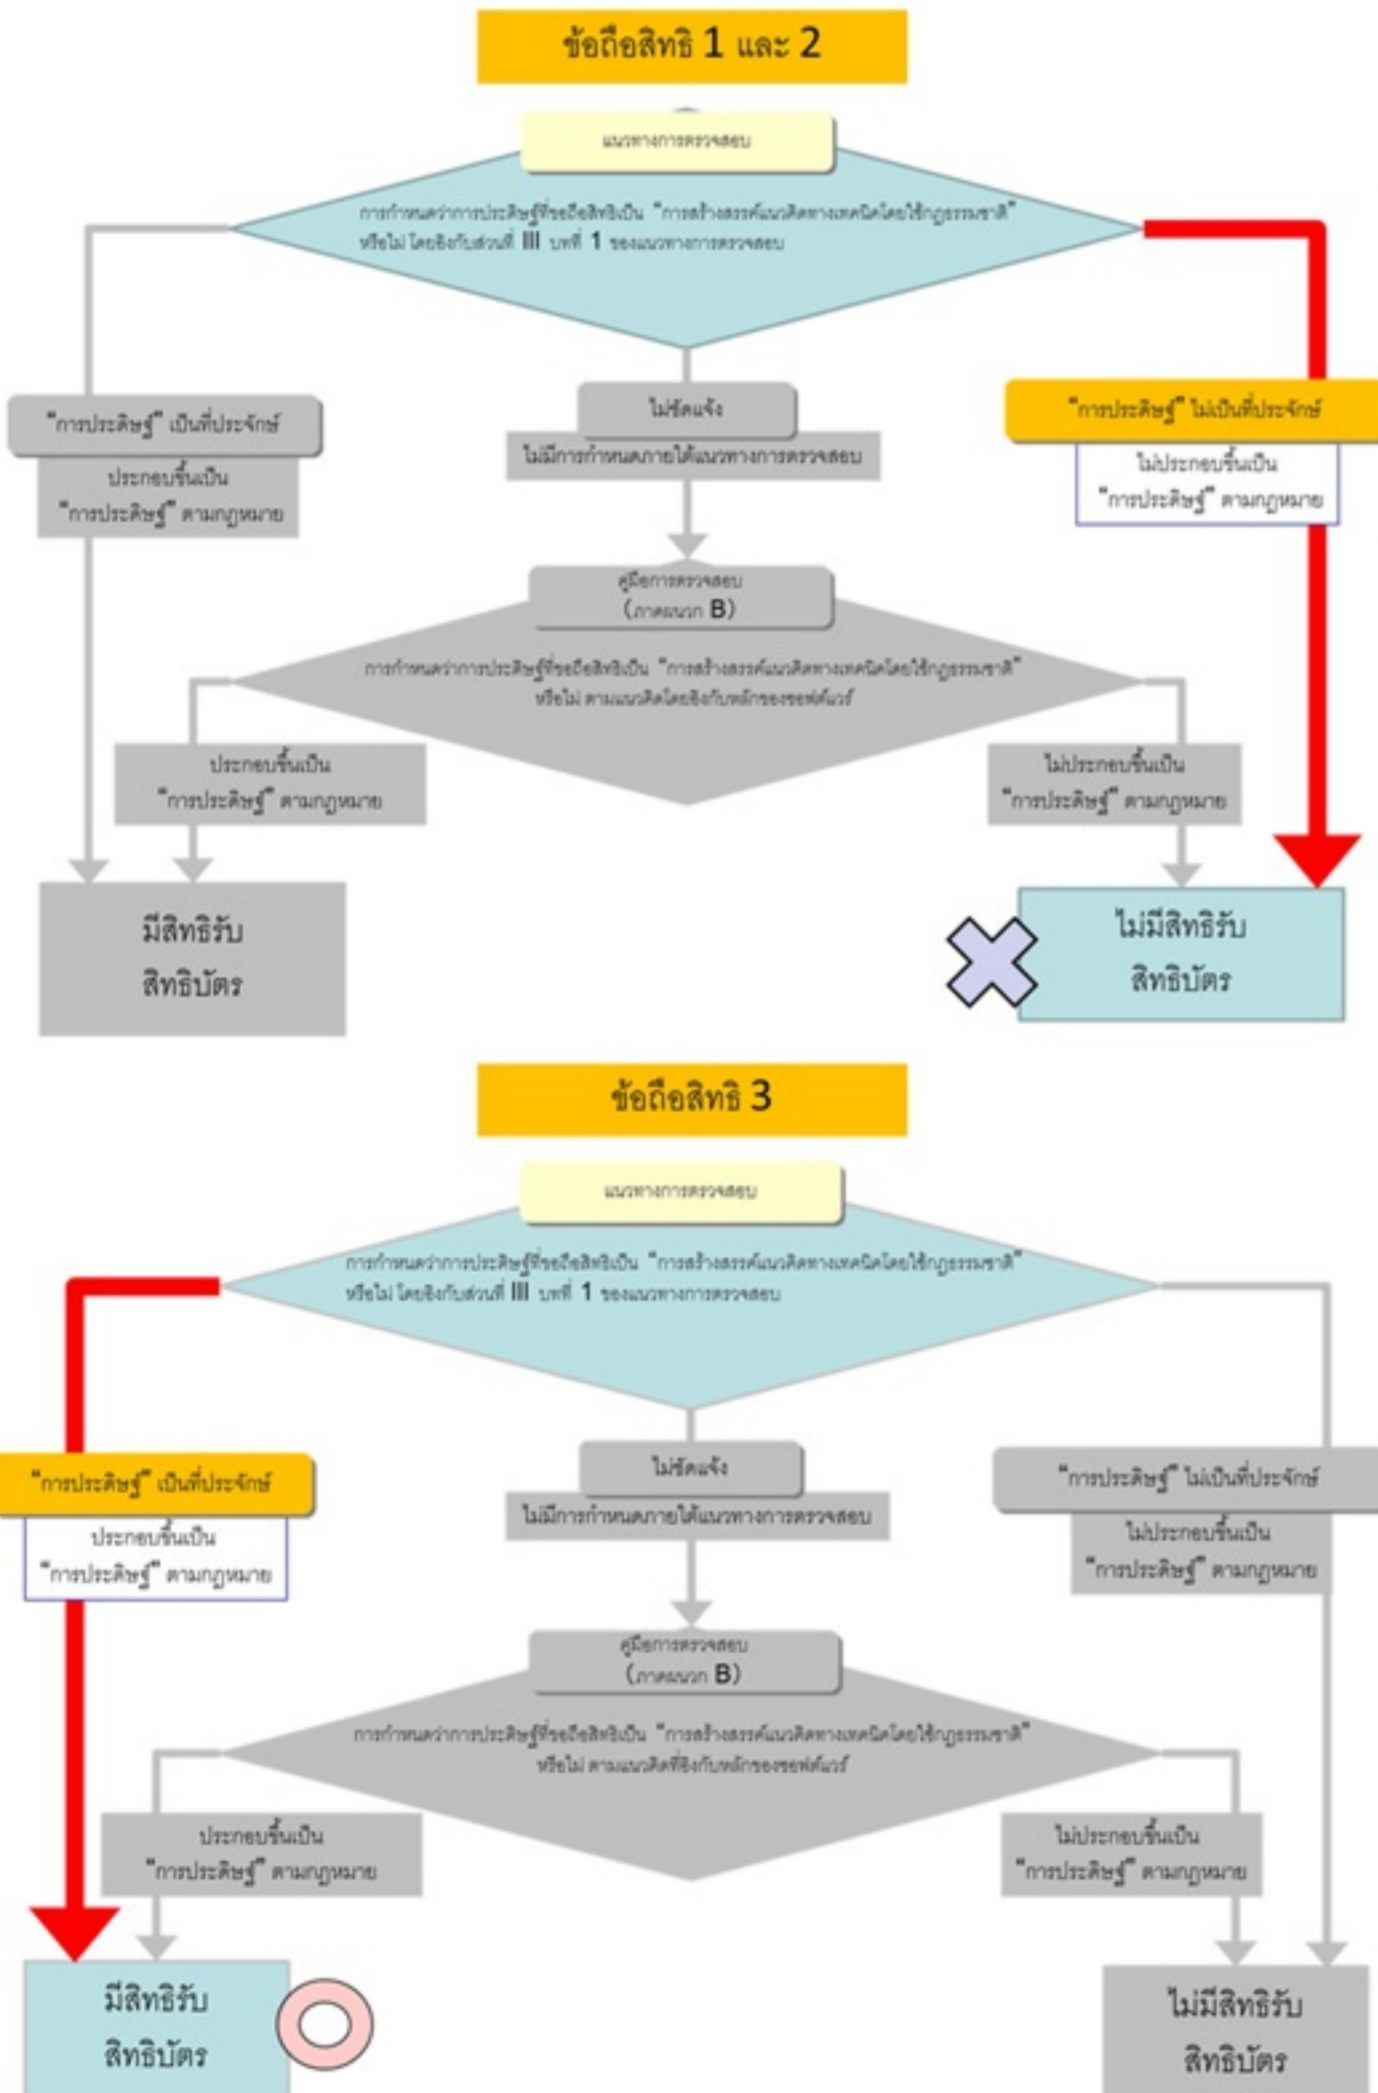 ข้อถือสิทธิ 1 และ 2
แนวทางการตรวจสอบ
การกำหนดว่าการประดิษฐ์ที่ขอถือสิทธิเป็น "การสร้างสรรค์แนวคิดทางเทคนิคโดยใช้กฎธรรมชาติ"
หรือไม่ โดยอิงกับส่วนที่ III บทที่ 1 ของแนวทางการตรวจสอบ
"การประดิษฐ์" เป็นที่ประจักษ์
ประกอบขึ้นเป็น
"การประดิษฐ์" ตามกฎหมาย
ไม่ชัดแจ้ง
ไม่มีการกำหนดภายใต้แนวทางการตรวจสอบ
"การประดิษฐ์" ไม่เป็นที่ประจักษ์
ไม่ประกอบขึ้นเป็น
"การประดิษฐ์" ตามกฎหมาย
คู่มือการตรวจสอบ
(ภาคผนวก B)
การกำหนดว่าการประดิษฐ์ที่ขอถือสิทธิเป็น "การสร้างสรรค์แนวคิดทางเทคนิคโดยใช้กฎธรรมชาติ"
หรือไม่ ตามแนวคิดโดยอิงกับหลักของซอฟต์แวร์
ประกอบขึ้นเป็น
"การประดิษฐ์" ตามกฎหมาย
ไม่ประกอบขึ้นเป็น
"การประดิษฐ์" ตามกฎหมาย
มีสิทธิรับ
สิทธิบัตร
ไม่มีสิทธิรับ
สิทธิบัตร
ข้อถือสิทธิ 3
แนวทางการตรวจสอบ
การกำหนดว่าการประดิษฐ์ที่ขอถือสิทธิเป็น "การสร้างสรรค์แนวคิดทางเทคนิคโดยใช้กฎธรรมชาติ"
หรือไม่ โดยอิงกับส่วนที่ III บทที่ 1 ของแนวทางการตรวจสอบ
"การประดิษฐ์" เป็นที่ประจักษ์
ประกอบขึ้นเป็น
"การประดิษฐ์" ตามกฎหมาย
ไม่ชัดแจ้ง
ไม่มีการกำหนดภายใต้แนวทางการตรวจสอบ
"การประดิษฐ์" ไม่เป็นที่ประจักษ์
ไม่ประกอบขึ้นเป็น
"การประดิษฐ์" ตามกฎหมาย
คู่มือการตรวจสอบ
(ภาคผนวก B)
การกำหนดว่าการประดิษฐ์ที่ขอถือสิทธิเป็น "การสร้างสรรค์แนวคิดทางเทคนิคโดยใช้กฎธรรมชาติ"
หรือไม่ ตามแนวคิดที่อิงกับหลักของซอฟต์แวร์
ประกอบขึ้นเป็น
"การประดิษฐ์" ตามกฎหมาย
ไม่ประกอบขึ้นเป็น
"การประดิษฐ์" ตามกฎหมาย
มีสิทธิรับ
สิทธิบัตร
ไม่มีสิทธิรับ
สิทธิบัตร